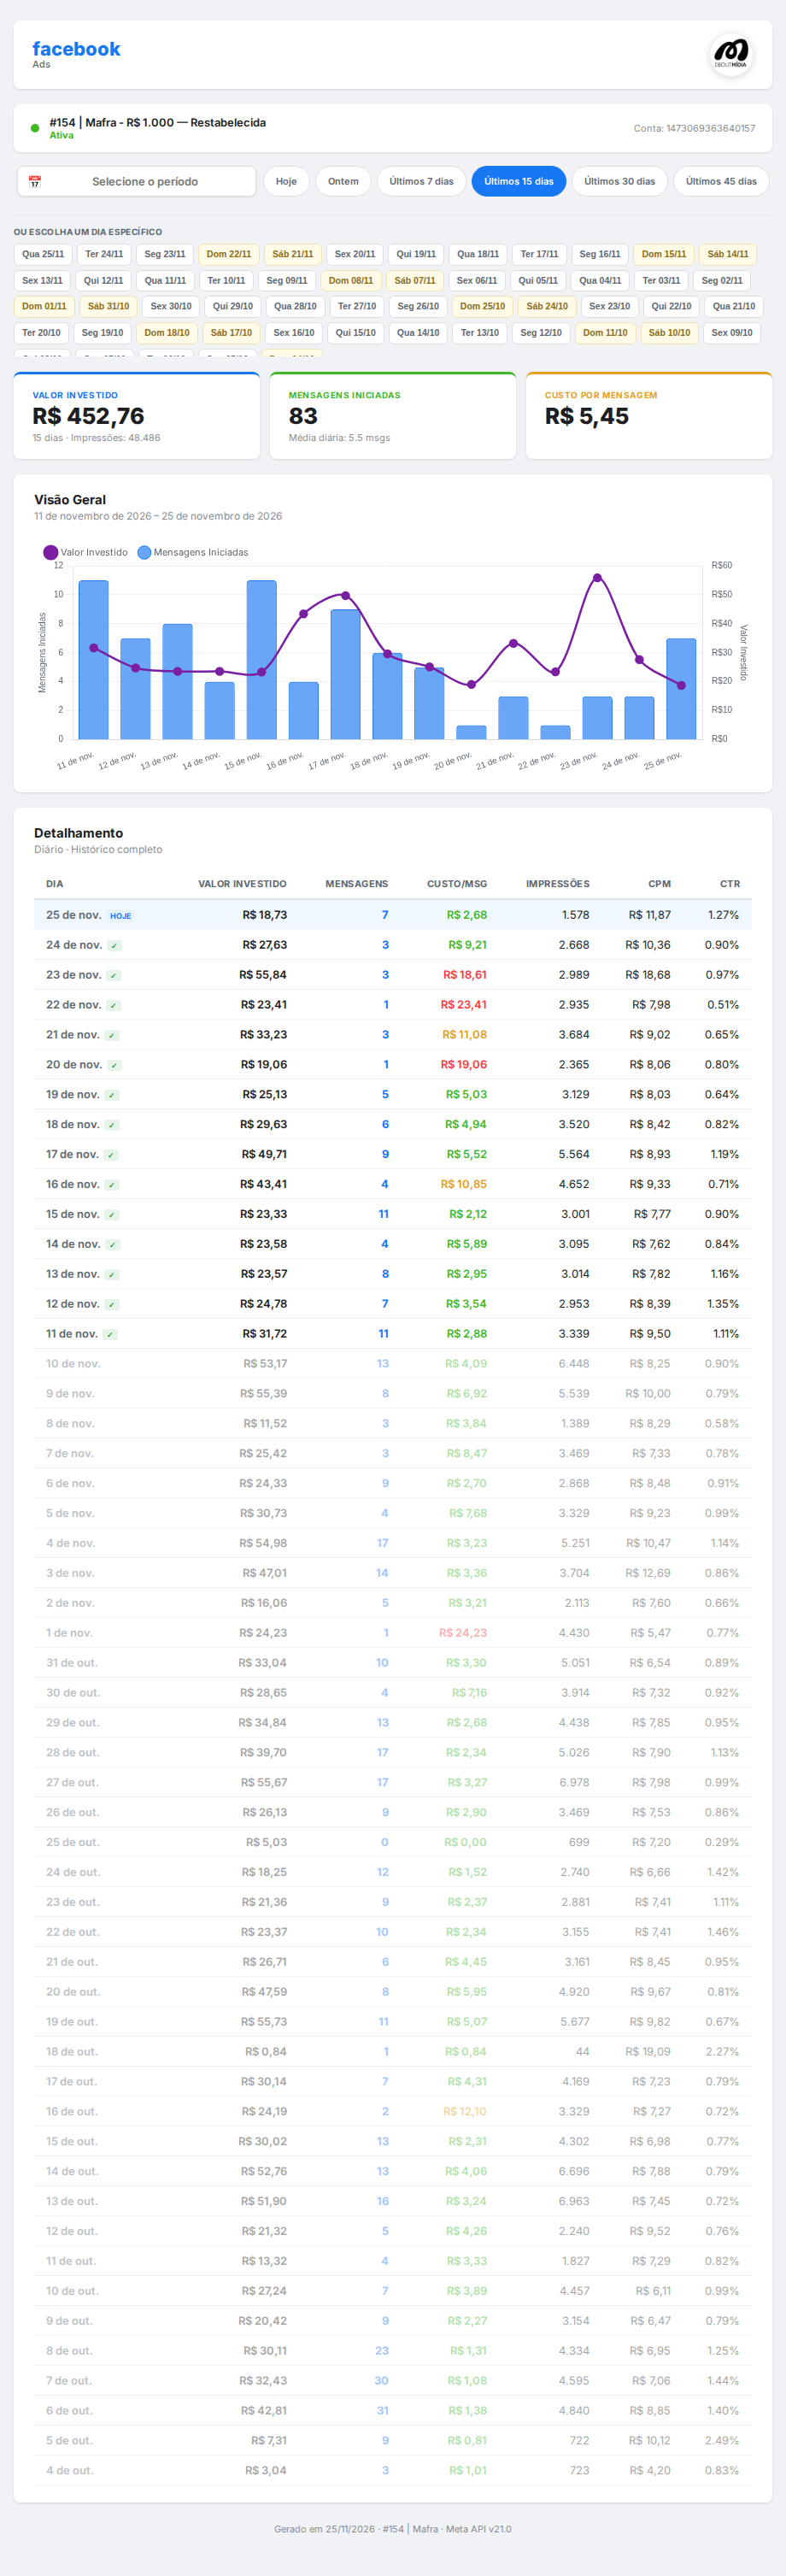 facebook
Ads
DBOUTMÍDIA
#154 | Mafra - R$ 1.000 — Restabelecida
Ativa
Conta: 1473069363640157
Selecione o período
Hoje Ontem Últimos 7 dias Últimos 15 dias Últimos 30 dias Últimos 45 dias
OU ESCOLHA UM DIA ESPECÍFICO
Qua 25/11 Ter 24/11 Seg 23/11 Dom 22/11 Sáb 21/11 Sex 20/11 Qui 19/11 Qua 18/11 Ter 17/11 Seg 16/11 Dom 15/11 Sáb 14/11
Sex 13/11 Qui 12/11 Qua 11/11 Ter 10/11 Seg 09/11 Dom 08/11 Sáb 07/11 Sex 06/11 Qui 05/11 Qua 04/11 Ter 03/11 Seg 02/11
Dom 01/11 Sáb 31/10 Sex 30/10 Qui 29/10 Qua 28/10 Ter 27/10 Seg 26/10 Dom 25/10 Sáb 24/10 Sex 23/10 Qui 22/10 Qua 21/10
Ter 20/10 Seg 19/10 Dom 18/10 Sáb 17/10 Sex 16/10 Qui 15/10 Qua 14/10 Ter 13/10 Seg 12/10 Dom 11/10 Sáb 10/10 Sex 09/10
VALOR INVESTIDO
R$ 452,76
15 dias · Impressões: 48.486
MENSAGENS INICIADAS
83
Média diária: 5.5 msgs
CUSTO POR MENSAGEM
R$ 5,45
Visão Geral
11 de novembro de 2026 – 25 de novembro de 2026
Valor Investido Mensagens Iniciadas
12 R$60
10 R$50
8 R$40
6 R$30
4 R$20
2 R$10
0 R$0
Mensagens Iniciadas
Valor Investido
11 de nov. 12 de nov. 13 de nov. 14 de nov. 15 de nov. 16 de nov. 17 de nov. 18 de nov. 19 de nov. 20 de nov. 21 de nov. 22 de nov. 23 de nov. 24 de nov. 25 de nov.
Detalhamento
Diário · Histórico completo
DIA VALOR INVESTIDO MENSAGENS CUSTO/MSG IMPRESSÕES CPM CTR
25 de nov. HOJE R$ 18,73 7 R$ 2,68 1.578 R$ 11,87 1.27%
24 de nov. ✓ R$ 27,63 3 R$ 9,21 2.668 R$ 10,36 0.90%
23 de nov. ✓ R$ 55,84 3 R$ 18,61 2.989 R$ 18,68 0.97%
22 de nov. ✓ R$ 23,41 1 R$ 23,41 2.935 R$ 7,98 0.51%
21 de nov. ✓ R$ 33,23 3 R$ 11,08 3.684 R$ 9,02 0.65%
20 de nov. ✓ R$ 19,06 1 R$ 19,06 2.365 R$ 8,06 0.80%
19 de nov. ✓ R$ 25,13 5 R$ 5,03 3.129 R$ 8,03 0.64%
18 de nov. ✓ R$ 29,63 6 R$ 4,94 3.520 R$ 8,42 0.82%
17 de nov. ✓ R$ 49,71 9 R$ 5,52 5.564 R$ 8,93 1.19%
16 de nov. ✓ R$ 43,41 4 R$ 10,85 4.652 R$ 9,33 0.71%
15 de nov. ✓ R$ 23,33 11 R$ 2,12 3.001 R$ 7,77 0.90%
14 de nov. ✓ R$ 23,58 4 R$ 5,89 3.095 R$ 7,62 0.84%
13 de nov. ✓ R$ 23,57 8 R$ 2,95 3.014 R$ 7,82 1.16%
12 de nov. ✓ R$ 24,78 7 R$ 3,54 2.953 R$ 8,39 1.35%
11 de nov. ✓ R$ 31,72 11 R$ 2,88 3.339 R$ 9,50 1.11%
10 de nov. R$ 53,17 13 R$ 4,09 6.448 R$ 8,25 0.90%
9 de nov. R$ 55,39 8 R$ 6,92 5.539 R$ 10,00 0.79%
8 de nov. R$ 11,52 3 R$ 3,84 1.389 R$ 8,29 0.58%
7 de nov. R$ 25,42 3 R$ 8,47 3.469 R$ 7,33 0.78%
6 de nov. R$ 24,33 9 R$ 2,70 2.868 R$ 8,48 0.91%
5 de nov. R$ 30,73 4 R$ 7,68 3.329 R$ 9,23 0.99%
4 de nov. R$ 54,98 17 R$ 3,23 5.251 R$ 10,47 1.14%
3 de nov. R$ 47,01 14 R$ 3,36 3.704 R$ 12,69 0.86%
2 de nov. R$ 16,06 5 R$ 3,21 2.113 R$ 7,60 0.66%
1 de nov. R$ 24,23 1 R$ 24,23 4.430 R$ 5,47 0.77%
31 de out. R$ 33,04 10 R$ 3,30 5.051 R$ 6,54 0.89%
30 de out. R$ 28,65 4 R$ 7,16 3.914 R$ 7,32 0.92%
29 de out. R$ 34,84 13 R$ 2,68 4.438 R$ 7,85 0.95%
28 de out. R$ 39,70 17 R$ 2,34 5.026 R$ 7,90 1.13%
27 de out. R$ 55,67 17 R$ 3,27 6.978 R$ 7,98 0.99%
26 de out. R$ 26,13 9 R$ 2,90 3.469 R$ 7,53 0.86%
25 de out. R$ 5,03 0 R$ 0,00 699 R$ 7,20 0.29%
24 de out. R$ 18,25 12 R$ 1,52 2.740 R$ 6,66 1.42%
23 de out. R$ 21,36 9 R$ 2,37 2.881 R$ 7,41 1.11%
22 de out. R$ 23,37 10 R$ 2,34 3.155 R$ 7,41 1.46%
21 de out. R$ 26,71 6 R$ 4,45 3.161 R$ 8,45 0.95%
20 de out. R$ 47,59 8 R$ 5,95 4.920 R$ 9,67 0.81%
19 de out. R$ 55,73 11 R$ 5,07 5.677 R$ 9,82 0.67%
18 de out. R$ 0,84 1 R$ 0,84 44 R$ 19,09 2.27%
17 de out. R$ 30,14 7 R$ 4,31 4.169 R$ 7,23 0.79%
16 de out. R$ 24,19 2 R$ 12,10 3.329 R$ 7,27 0.72%
15 de out. R$ 30,02 13 R$ 2,31 4.302 R$ 6,98 0.77%
14 de out. R$ 52,76 13 R$ 4,06 6.696 R$ 7,88 0.79%
13 de out. R$ 51,90 16 R$ 3,24 6.963 R$ 7,45 0.72%
12 de out. R$ 21,32 5 R$ 4,26 2.240 R$ 9,52 0.76%
11 de out. R$ 13,32 4 R$ 3,33 1.827 R$ 7,29 0.82%
10 de out. R$ 27,24 7 R$ 3,89 4.457 R$ 6,11 0.99%
9 de out. R$ 20,42 9 R$ 2,27 3.154 R$ 6,47 0.79%
8 de out. R$ 30,11 23 R$ 1,31 4.334 R$ 6,95 1.25%
7 de out. R$ 32,43 30 R$ 1,08 4.595 R$ 7,06 1.44%
6 de out. R$ 42,81 31 R$ 1,38 4.840 R$ 8,85 1.40%
5 de out. R$ 7,31 9 R$ 0,81 722 R$ 10,12 2.49%
4 de out. R$ 3,04 3 R$ 1,01 723 R$ 4,20 0.83%
Gerado em 25/11/2026 · #154 | Mafra · Meta API v21.0